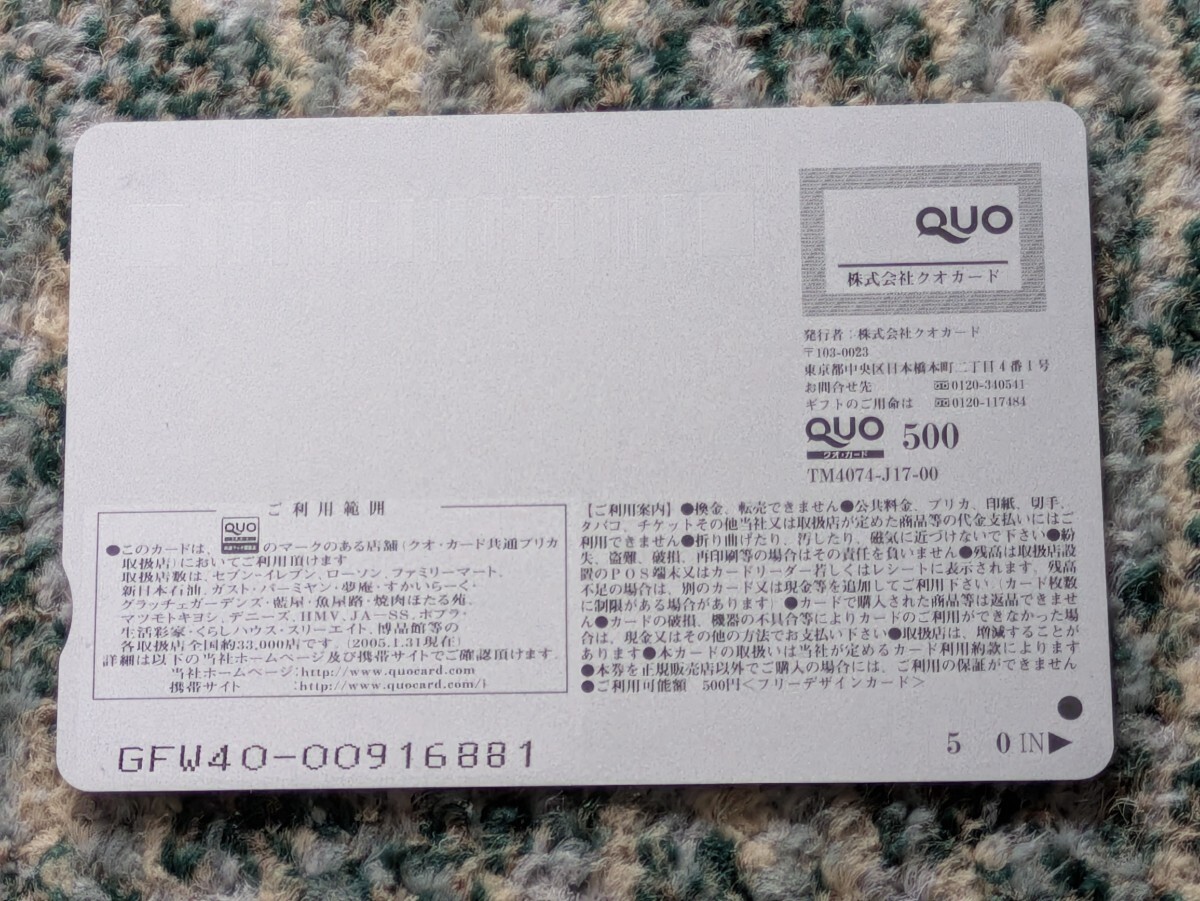 QUO
株式会社クオカード
発行者：株式会社クオカード
〒103-0023
東京都中央区日本橋本町二丁目4番1号
お問合せ先 0120-340541
ギフトのご用命は 0120-117484
QUO 500
クオ・カード
TM4074-J17-00
ご利用範囲
QUO
●このカードは、のマークのある店舗(クオ・カード共通プリカ
取扱店)においてご利用頂けます
取扱店数は、セブン-イレブン、ローソン、ファミリーマート、
新日本石油、ガスト・バーミヤン・夢庵・すかいらーく・
グラッチェガーデンズ・藍屋・魚屋路・焼肉ほたる苑、
マツモトキヨシ、デニーズ、HMV、JA-SS、ポプラ・
生活彩家・くらしハウス・スリーエイト、博品館等の
各取扱店全国約33,000店です。(2005.1.31現在)
詳細は以下の当社ホームページ及び携帯サイトでご確認頂けます。
当社ホームページ:http://www.quocard.com
携帯サイト :http://www.quocard.com/i
【ご利用案内】●換金、転売できません●公共料金、プリカ、印紙、切手、
タバコ、チケットその他当社又は取扱店が定めた商品等の代金支払いにはご
利用できません●折り曲げたり、汚したり、磁気に近づけないで下さい●紛
失、盗難、破損、再印刷等の場合はその責任を負いません●残高は取扱店設
置のPOS端末又はカードリーダー若しくはレシートに表示されます、残高
不足の場合は、別のカード又は現金等を追加してご利用下さい(カード枚数
に制限がある場合があります)●カードで購入された商品等は返品できませ
ん●カードの破損、機器の不具合等によりカードのご利用ができなかった場
合は、現金又はその他の方法でお支払い下さい●取扱店は、増減することが
あります●本カードの取扱いは当社が定めるカード利用約款によります
●本券を正規販売店以外でご購入の場合には、ご利用の保証ができません
●ご利用可能額 500円<フリーデザインカード>
GFW40-00916881
5 0 IN▶